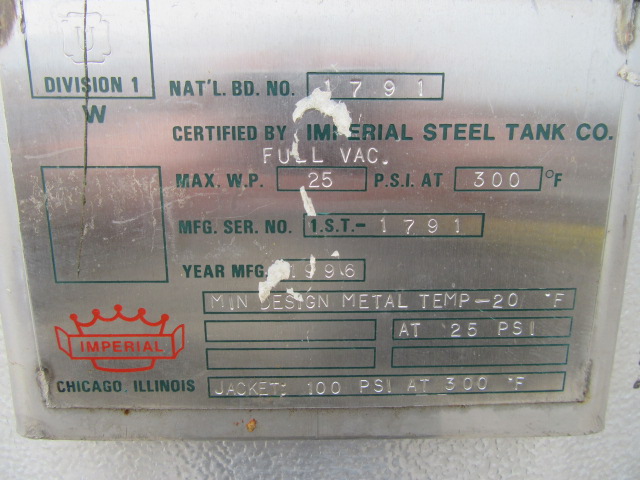 U
DIVISION 1
W
NAT'L. BD. NO. 1791
CERTIFIED BY IMPERIAL STEEL TANK CO.
FULL VAC.
MAX. W.P. 25 P.S.I. AT 300 °F
MFG. SER. NO. I.S.T.- 1791
YEAR MFG. 1996
MIN DESIGN METAL TEMP-20 °F
AT 25 PSI
IMPERIAL
CHICAGO, ILLINOIS
JACKET: 100 PSI AT 300 °F